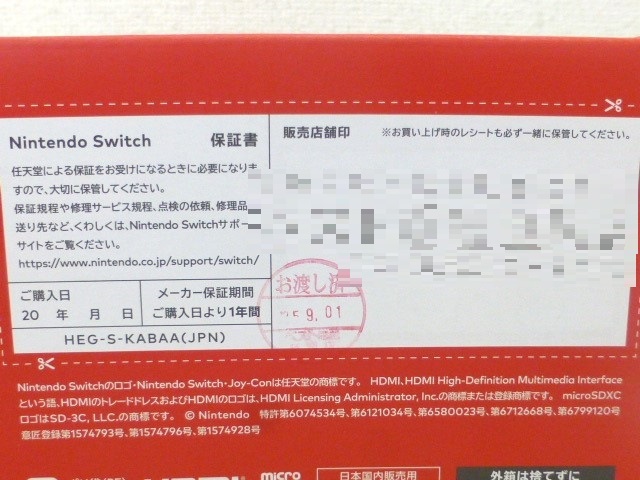 Nintendo Switch 保証書
任天堂による保証をお受けになるときに必要になりま
すので、大切に保管してください。
保証規程や修理サービス規程、点検の依頼、修理品
送り先など、くわしくは、Nintendo Switchサポー
サイトをご覧ください。
https://www.nintendo.co.jp/support/switch/
ご購入日
20 年 月 日
メーカー保証期間
ご購入日より1年間
HEG-S-KABAA(JPN)
販売店舗印 ※お買い上げ時のレシートも必ず一緒に保管してください。
お渡し済
9.01
Nintendo Switchのロゴ・Nintendo Switch・Joy-Conは任天堂の商標です。 HDMI、HDMI High-Definition Multimedia Interface
という語、HDMIのトレードドレスおよびHDMIのロゴは、HDMI Licensing Administrator, Inc.の商標または登録商標です。 microSDXC
ロゴはSD-3C, LLC.の商標です。 © Nintendo 特許第6074534号、第6121034号、第6580023号、第6712668号、第6799120号
意匠登録第1574793号、第1574796号、第1574928号
micro
日本国内販売用
外箱は捨てずに